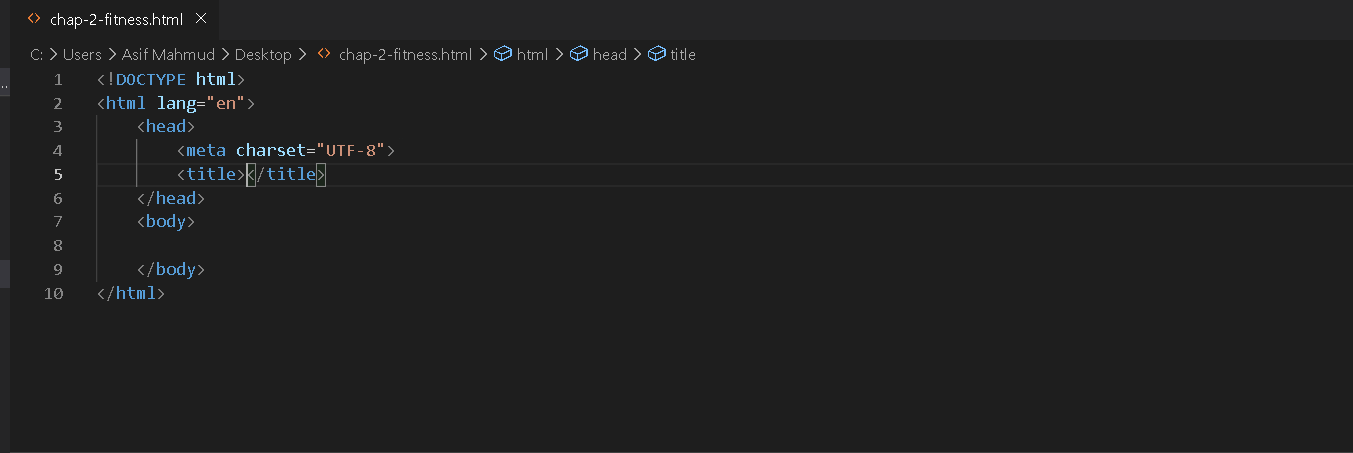 chap-2-fitness.html
C: > Users > Asif Mahmud > Desktop > chap-2-fitness.html > html > head > title
1 <!DOCTYPE html>
2 <html lang="en">
3 <head>
4 <meta charset="UTF-8">
5 <title></title>
6 </head>
7 <body>
8
9 </body>
10 </html>